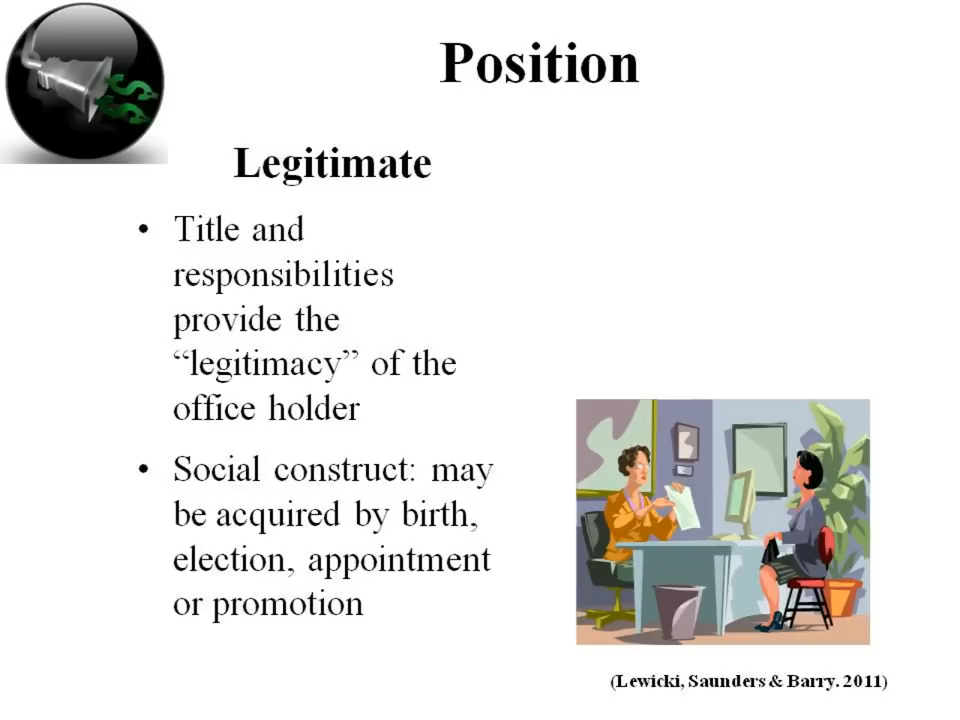 Position
Legitimate
• Title and
responsibilities
provide the
“legitimacy” of the
office holder
• Social construct: may
be acquired by birth,
election, appointment
or promotion
(Lewicki, Saunders & Barry. 2011)